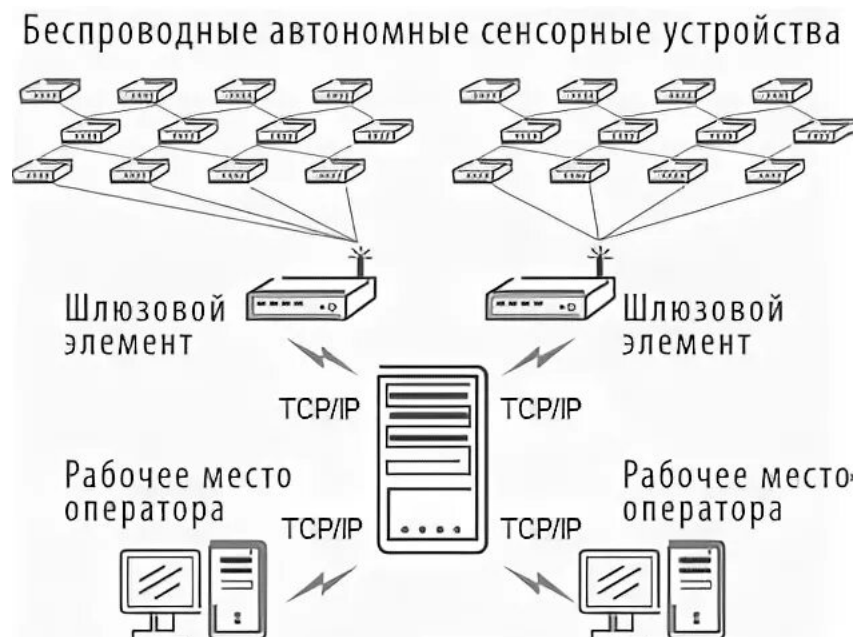 Беспроводные автономные сенсорные устройства
Шлюзовой
элемент
Шлюзовой
элемент
TCP/IP
TCP/IP
Рабочее место
оператора
Рабочее место
оператора
TCP/IP
TCP/IP